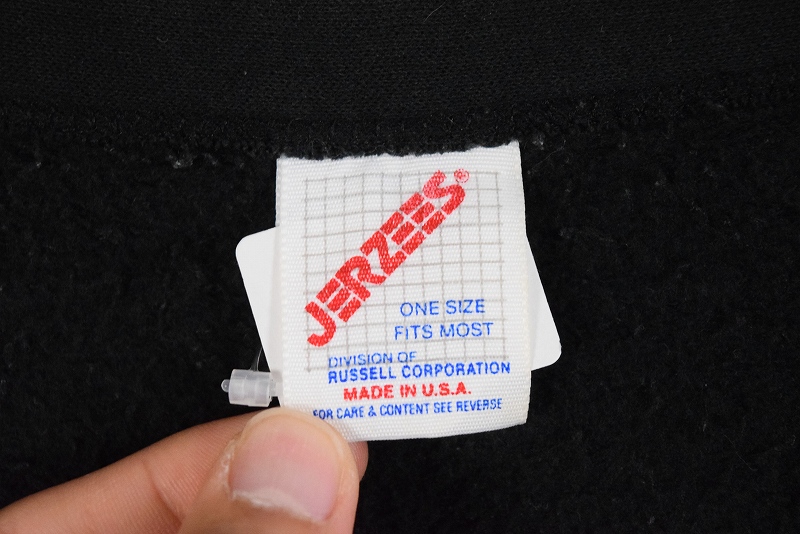 JERZEES®
ONE SIZE
FITS MOST
DIVISION OF
RUSSELL CORPORATION
MADE IN U.S.A.
FOR CARE & CONTENT SEE REVERSE